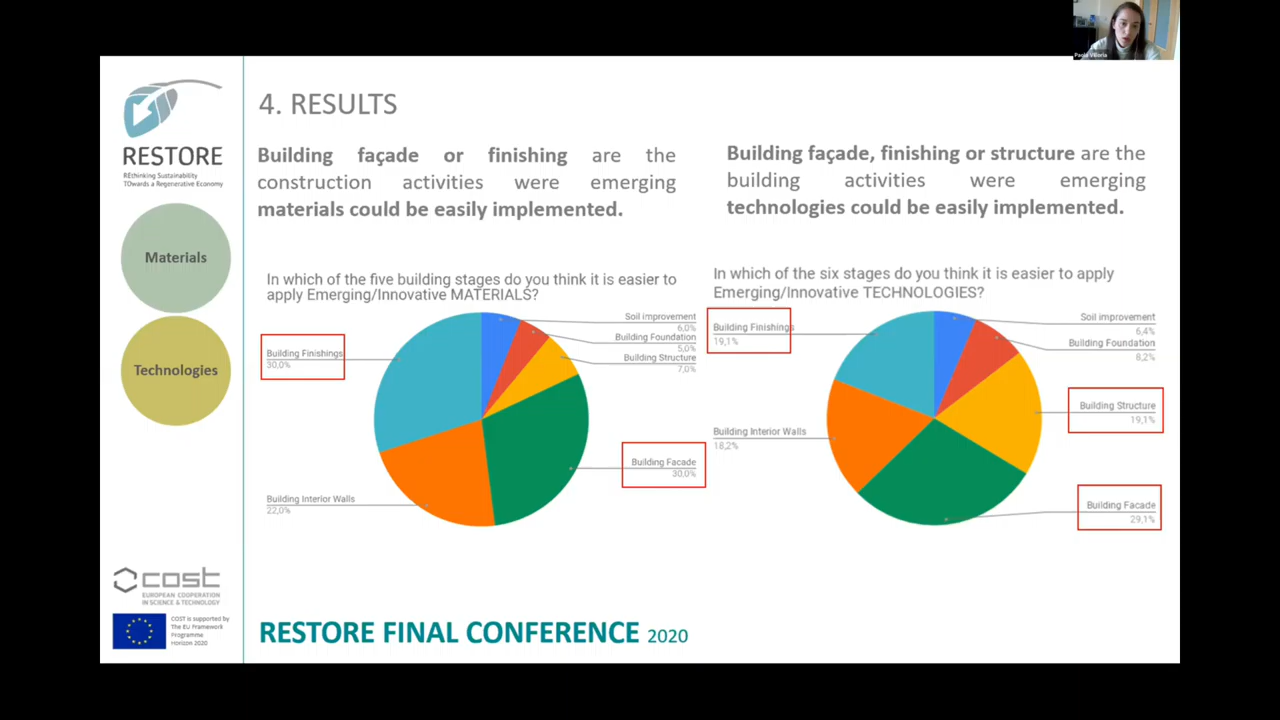 Paola Villoria
4. RESULTS
RESTORE
REthinking Sustainability
TOwards a Regenerative Economy
Materials
Technologies
Building façade or finishing are the
construction activities were emerging
materials could be easily implemented.
Building façade, finishing or structure are the
building activities were emerging
technologies could be easily implemented.
In which of the five building stages do you think it is easier to
apply Emerging/Innovative MATERIALS?
Soil improvement
6,0%
Building Foundation
5,0%
Building Structure
7,0%
Building Finishings
30,0%
Building Facade
30,0%
Building Interior Walls
22,0%
In which of the six stages do you think it is easier to apply
Emerging/Innovative TECHNOLOGIES?
Building Finishings
19,1%
Soil improvement
6,4%
Building Foundation
8,2%
Building Structure
19,1%
Building Interior Walls
18,2%
Building Facade
29,1%
cost
EUROPEAN COOPERATION
IN SCIENCE & TECHNOLOGY
COST is supported by
The EU Framework
Programme
Horizon 2020
RESTORE FINAL CONFERENCE 2020